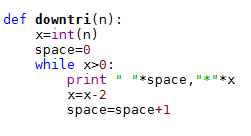 def downtri(n):
    x=int(n)
    space=0
    while x>0:
        print " "*space,"*"*x
        x=x-2
        space=space+1